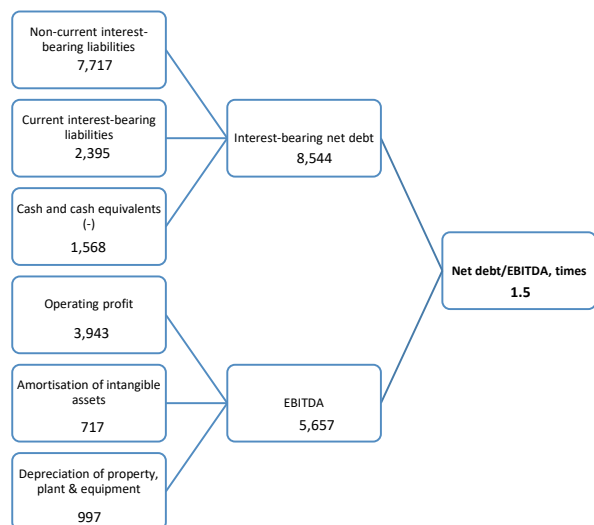 Non-current interest-
bearing liabilities
7,717
Current interest-bearing
liabilities
2,395
Cash and cash equivalents
(-)
1,568
Interest-bearing net debt
8,544
Net debt/EBITDA, times
1.5
Operating profit
3,943
Amortisation of intangible
assets
717
Depreciation of property,
plant & equipment
997
EBITDA
5,657